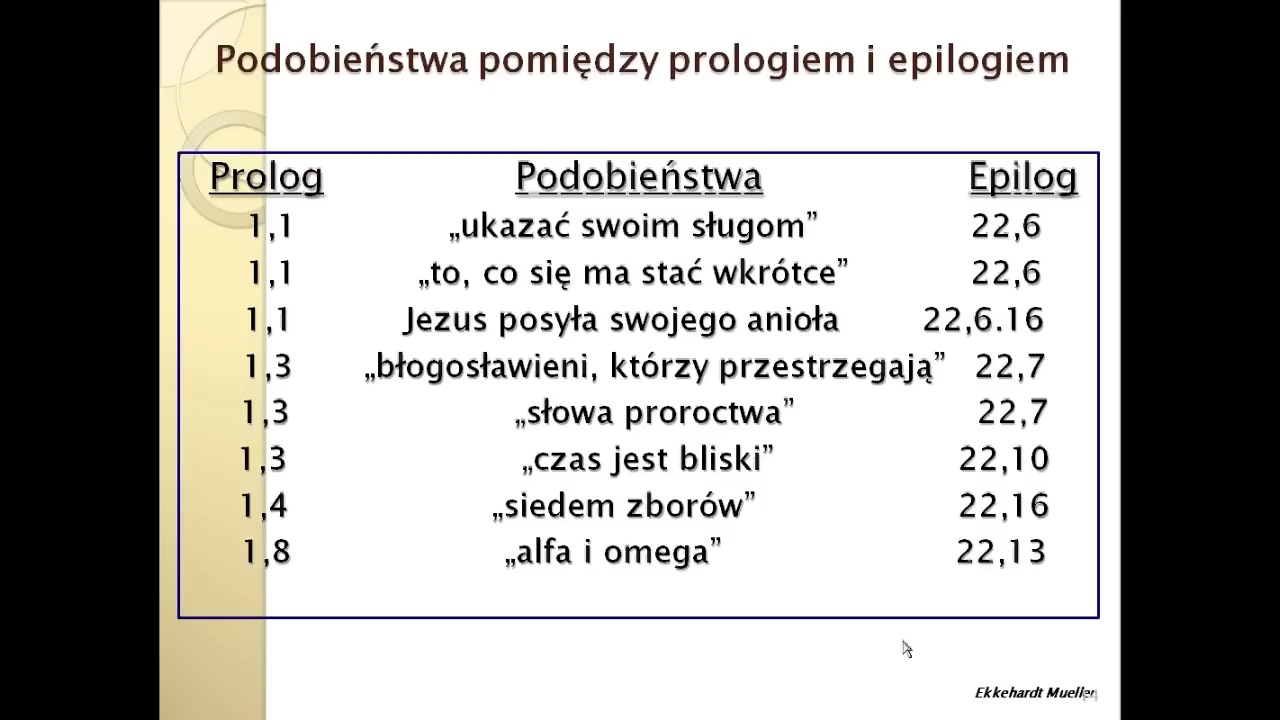 Podobieństwa pomiędzy prologiem i epilogiem
Prolog Podobieństwa Epilog
1,1 „ukazać swoim sługom” 22,6
1,1 „to, co się ma stać wkrótce” 22,6
1,1 Jezus posyła swojego anioła 22,6.16
1,3 „błogosławieni, którzy przestrzegają” 22,7
1,3 „słowa proroctwa” 22,7
1,3 „czas jest bliski” 22,10
1,4 „siedem zborów” 22,16
1,8 „alfa i omega” 22,13
Ekkehardt Mueller